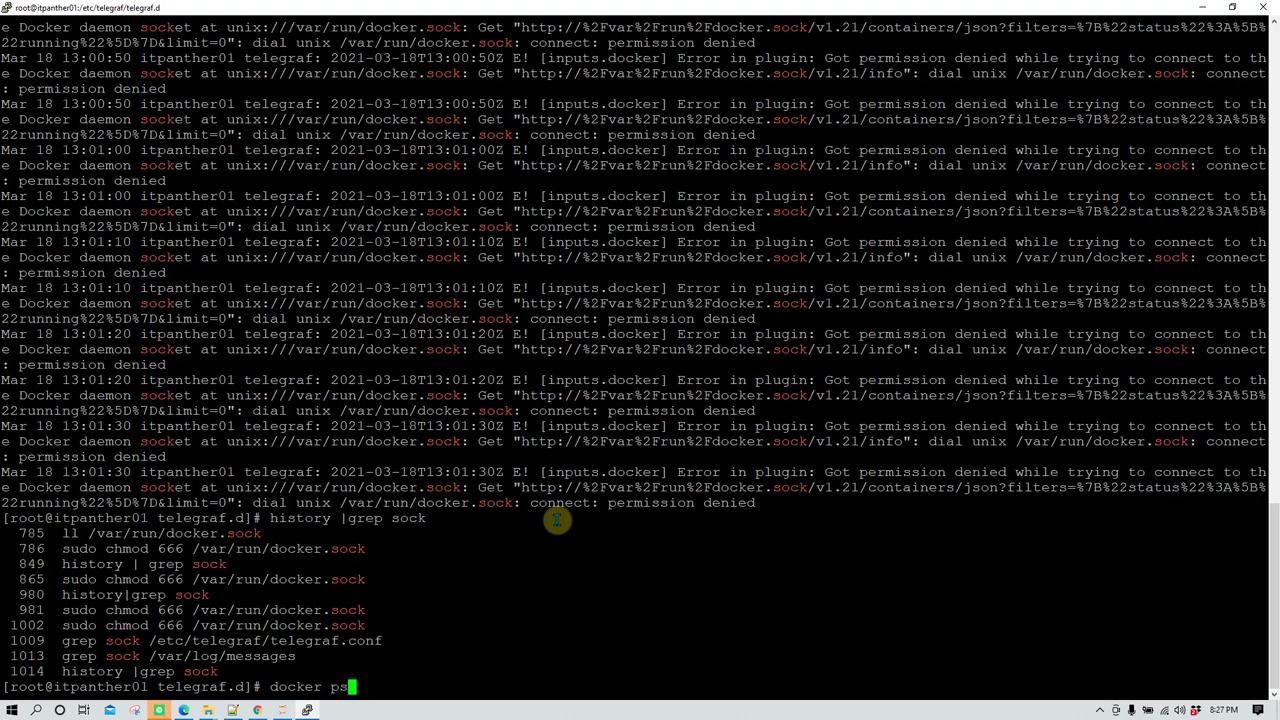 root@itpanther01:/etc/telegraf/telegraf.d
e Docker daemon socket at unix:///var/run/docker.sock: Get "http://%2Fvar%2Frun%2Fdocker.sock/v1.21/containers/json?filters=%7B%22status%22%3A%5B%
22running%22%5D%7D&limit=0": dial unix /var/run/docker.sock: connect: permission denied
Mar 18 13:00:50 itpanther01 telegraf: 2021-03-18T13:00:50Z E! [inputs.docker] Error in plugin: Got permission denied while trying to connect to th
e Docker daemon socket at unix:///var/run/docker.sock: Get "http://%2Fvar%2Frun%2Fdocker.sock/v1.21/info": dial unix /var/run/docker.sock: connect
: permission denied
Mar 18 13:00:50 itpanther01 telegraf: 2021-03-18T13:00:50Z E! [inputs.docker] Error in plugin: Got permission denied while trying to connect to th
e Docker daemon socket at unix:///var/run/docker.sock: Get "http://%2Fvar%2Frun%2Fdocker.sock/v1.21/containers/json?filters=%7B%22status%22%3A%5B%
22running%22%5D%7D&limit=0": dial unix /var/run/docker.sock: connect: permission denied
Mar 18 13:01:00 itpanther01 telegraf: 2021-03-18T13:01:00Z E! [inputs.docker] Error in plugin: Got permission denied while trying to connect to th
e Docker daemon socket at unix:///var/run/docker.sock: Get "http://%2Fvar%2Frun%2Fdocker.sock/v1.21/info": dial unix /var/run/docker.sock: connect
: permission denied
Mar 18 13:01:00 itpanther01 telegraf: 2021-03-18T13:01:00Z E! [inputs.docker] Error in plugin: Got permission denied while trying to connect to th
e Docker daemon socket at unix:///var/run/docker.sock: Get "http://%2Fvar%2Frun%2Fdocker.sock/v1.21/containers/json?filters=%7B%22status%22%3A%5B%
22running%22%5D%7D&limit=0": dial unix /var/run/docker.sock: connect: permission denied
Mar 18 13:01:10 itpanther01 telegraf: 2021-03-18T13:01:10Z E! [inputs.docker] Error in plugin: Got permission denied while trying to connect to th
e Docker daemon socket at unix:///var/run/docker.sock: Get "http://%2Fvar%2Frun%2Fdocker.sock/v1.21/info": dial unix /var/run/docker.sock: connect
: permission denied
Mar 18 13:01:10 itpanther01 telegraf: 2021-03-18T13:01:10Z E! [inputs.docker] Error in plugin: Got permission denied while trying to connect to th
e Docker daemon socket at unix:///var/run/docker.sock: Get "http://%2Fvar%2Frun%2Fdocker.sock/v1.21/containers/json?filters=%7B%22status%22%3A%5B%
22running%22%5D%7D&limit=0": dial unix /var/run/docker.sock: connect: permission denied
Mar 18 13:01:20 itpanther01 telegraf: 2021-03-18T13:01:20Z E! [inputs.docker] Error in plugin: Got permission denied while trying to connect to th
e Docker daemon socket at unix:///var/run/docker.sock: Get "http://%2Fvar%2Frun%2Fdocker.sock/v1.21/info": dial unix /var/run/docker.sock: connect
: permission denied
Mar 18 13:01:20 itpanther01 telegraf: 2021-03-18T13:01:20Z E! [inputs.docker] Error in plugin: Got permission denied while trying to connect to th
e Docker daemon socket at unix:///var/run/docker.sock: Get "http://%2Fvar%2Frun%2Fdocker.sock/v1.21/containers/json?filters=%7B%22status%22%3A%5B%
22running%22%5D%7D&limit=0": dial unix /var/run/docker.sock: connect: permission denied
Mar 18 13:01:30 itpanther01 telegraf: 2021-03-18T13:01:30Z E! [inputs.docker] Error in plugin: Got permission denied while trying to connect to th
e Docker daemon socket at unix:///var/run/docker.sock: Get "http://%2Fvar%2Frun%2Fdocker.sock/v1.21/info": dial unix /var/run/docker.sock: connect
: permission denied
Mar 18 13:01:30 itpanther01 telegraf: 2021-03-18T13:01:30Z E! [inputs.docker] Error in plugin: Got permission denied while trying to connect to th
e Docker daemon socket at unix:///var/run/docker.sock: Get "http://%2Fvar%2Frun%2Fdocker.sock/v1.21/containers/json?filters=%7B%22status%22%3A%5B%
22running%22%5D%7D&limit=0": dial unix /var/run/docker.sock: connect: permission denied
[root@itpanther01 telegraf.d]# history |grep sock
785 ll /var/run/docker.sock
786 sudo chmod 666 /var/run/docker.sock
849 history | grep sock
865 sudo chmod 666 /var/run/docker.sock
980 history|grep sock
981 sudo chmod 666 /var/run/docker.sock
1002 sudo chmod 666 /var/run/docker.sock
1009 grep sock /etc/telegraf/telegraf.conf
1013 grep sock /var/log/messages
1014 history |grep sock
[root@itpanther01 telegraf.d]# docker ps
8:27 PM